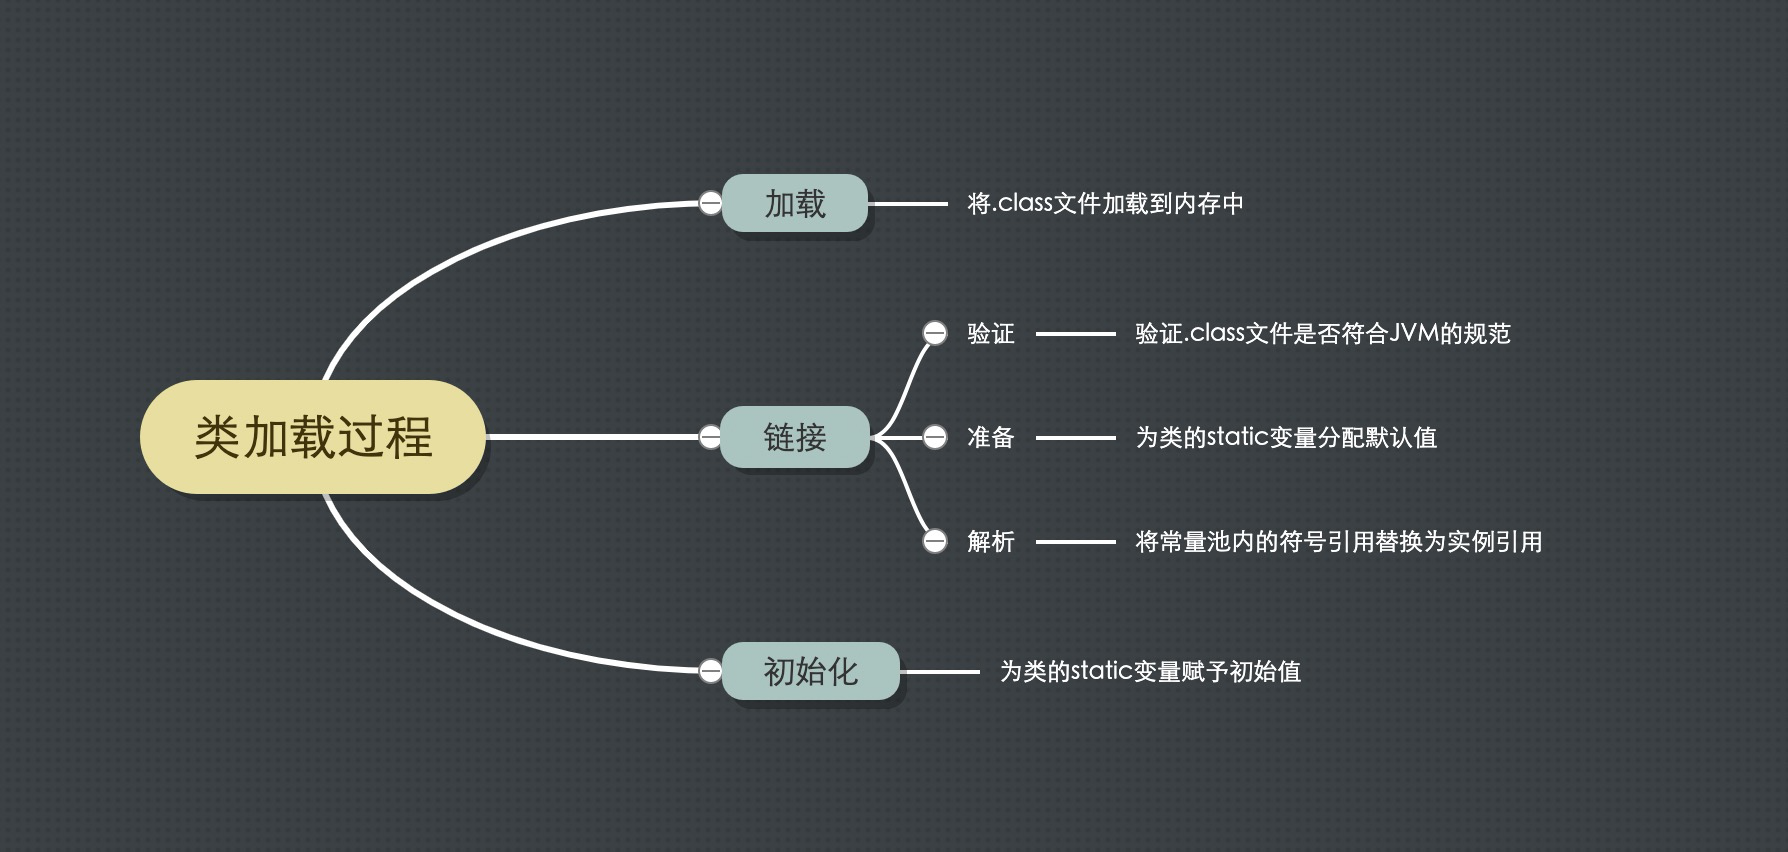 类加载过程
加载
将.class文件加载到内存中
链接
验证
验证.class文件是否符合JVM的规范
准备
为类的static变量分配默认值
解析
将常量池内的符号引用替换为实例引用
初始化
为类的static变量赋予初始值